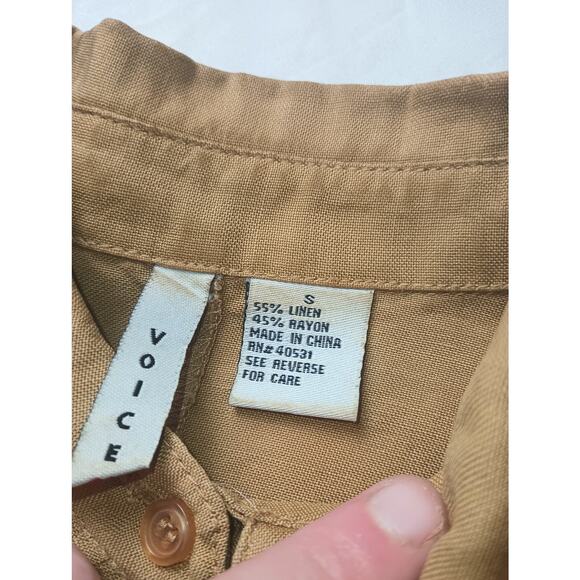 VOICE
S
55% LINEN
45% RAYON
MADE IN CHINA
RN# 40531
SEE REVERSE
FOR CARE